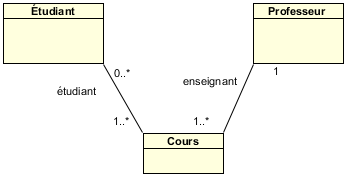 Étudiant
Professeur
0..*
1
enseignant
étudiant
1..*
1..*
Cours